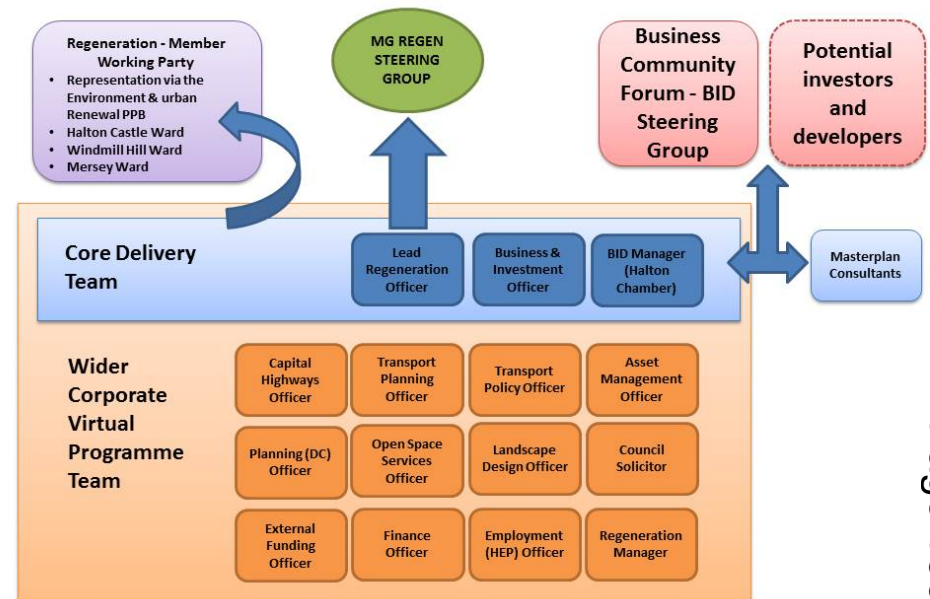 Regeneration - Member
Working Party
• Representation via the
Environment & urban
Renewal PPB
• Halton Castle Ward
• Windmill Hill Ward
• Mersey Ward
MG REGEN
STEERING
GROUP
Business
Community
Forum - BID
Steering
Group
Potential
investors
and
developers
Core Delivery
Team
Lead
Regeneration
Officer
Business &
Investment
Officer
BID Manager
(Halton
Chamber)
Masterplan
Consultants
Wider
Corporate
Virtual
Programme
Team
Capital
Highways
Officer
Transport
Planning
Officer
Transport
Policy Officer
Asset
Management
Officer
Planning (DC)
Officer
Open Space
Services
Officer
Landscape
Design Officer
Council
Solicitor
External
Funding
Officer
Finance
Officer
Employment
(HEP) Officer
Regeneration
Manager